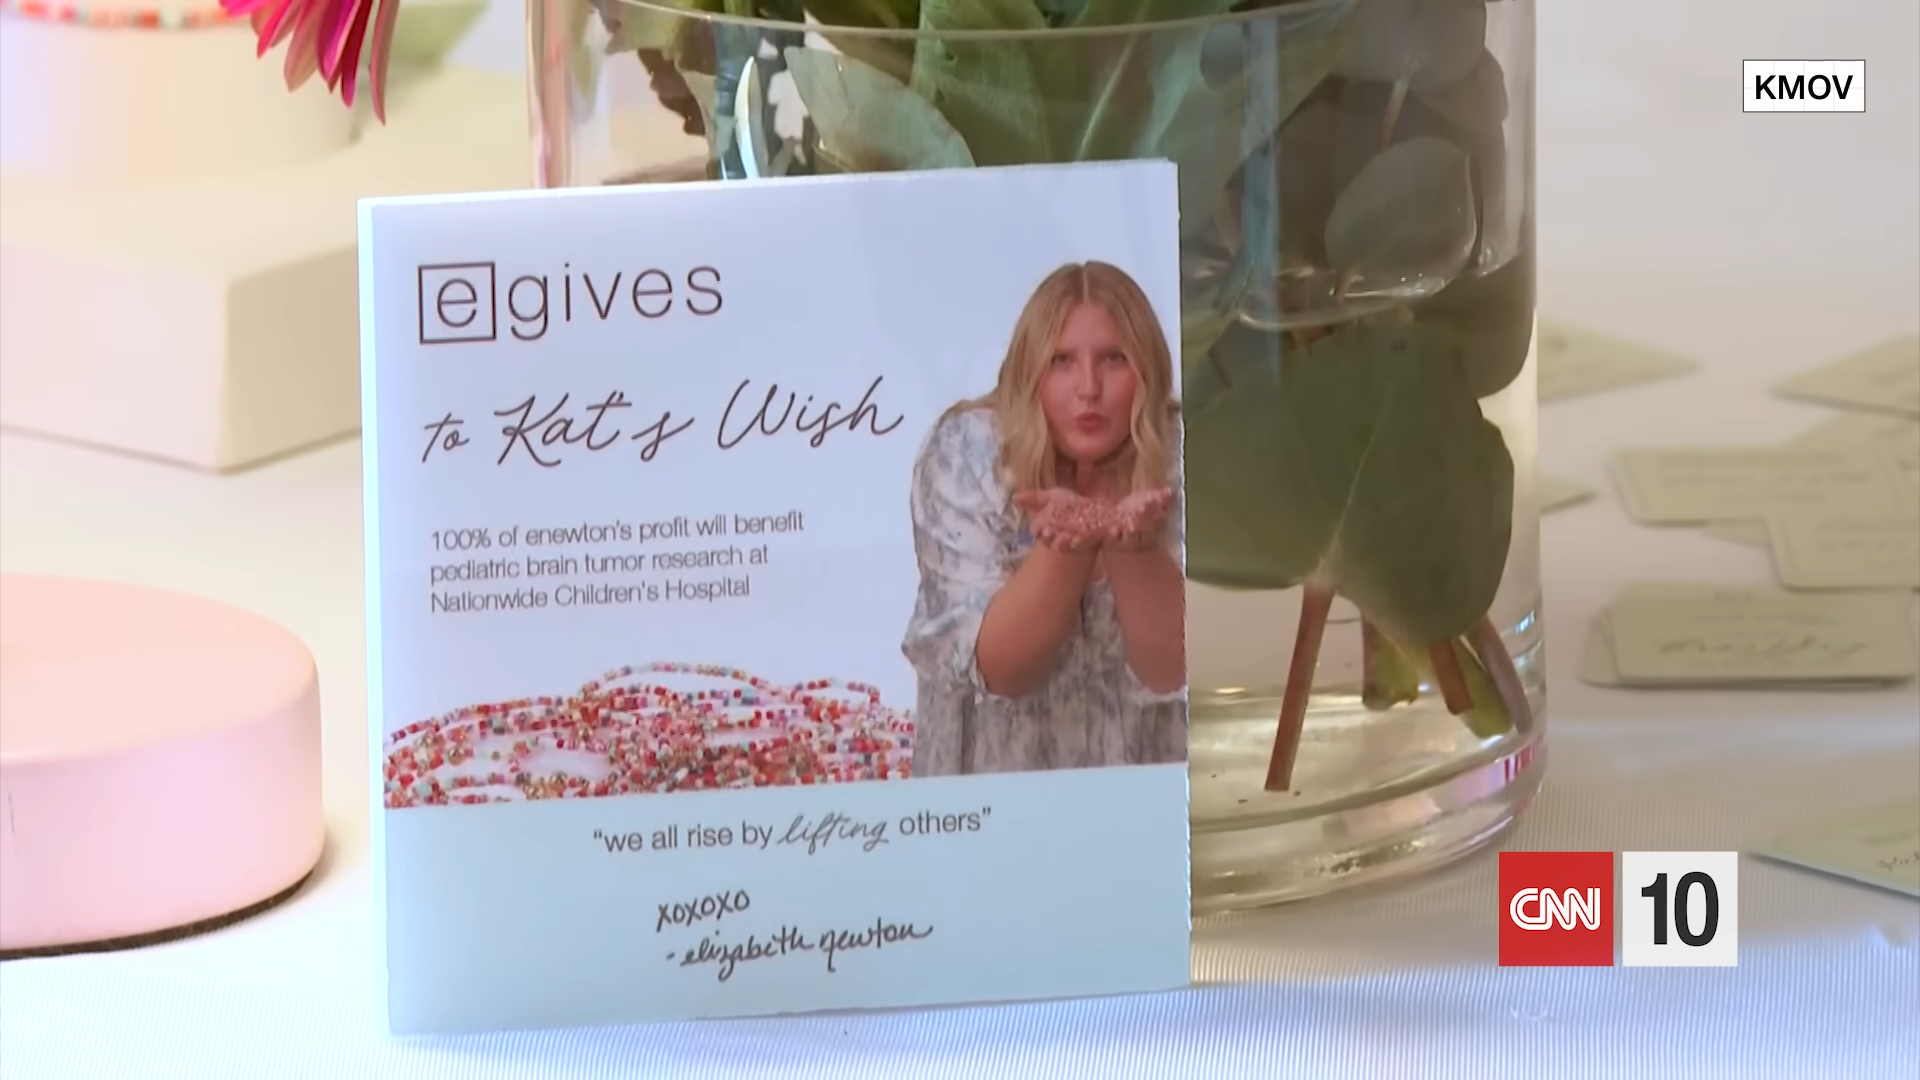 KMOV
e gives
to Kat's Wish
100% of enewton's profit will benefit
pediatric brain tumor research at
Nationwide Children's Hospital
“we all rise by lifting others”
xoxoxo
-elizabeth newton
CNN 10